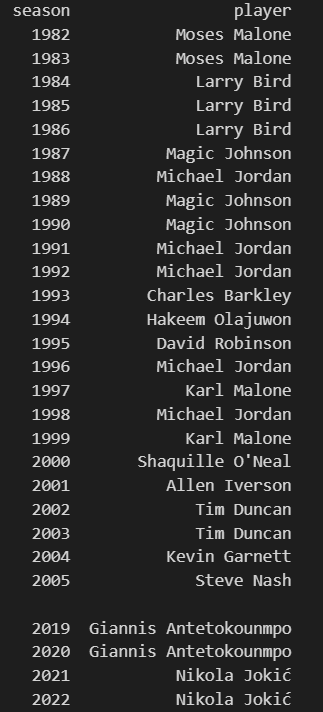 season player
1982 Moses Malone
1983 Moses Malone
1984 Larry Bird
1985 Larry Bird
1986 Larry Bird
1987 Magic Johnson
1988 Michael Jordan
1989 Magic Johnson
1990 Magic Johnson
1991 Michael Jordan
1992 Michael Jordan
1993 Charles Barkley
1994 Hakeem Olajuwon
1995 David Robinson
1996 Michael Jordan
1997 Karl Malone
1998 Michael Jordan
1999 Karl Malone
2000 Shaquille O'Neal
2001 Allen Iverson
2002 Tim Duncan
2003 Tim Duncan
2004 Kevin Garnett
2005 Steve Nash
2019 Giannis Antetokounmpo
2020 Giannis Antetokounmpo
2021 Nikola Jokić
2022 Nikola Jokić